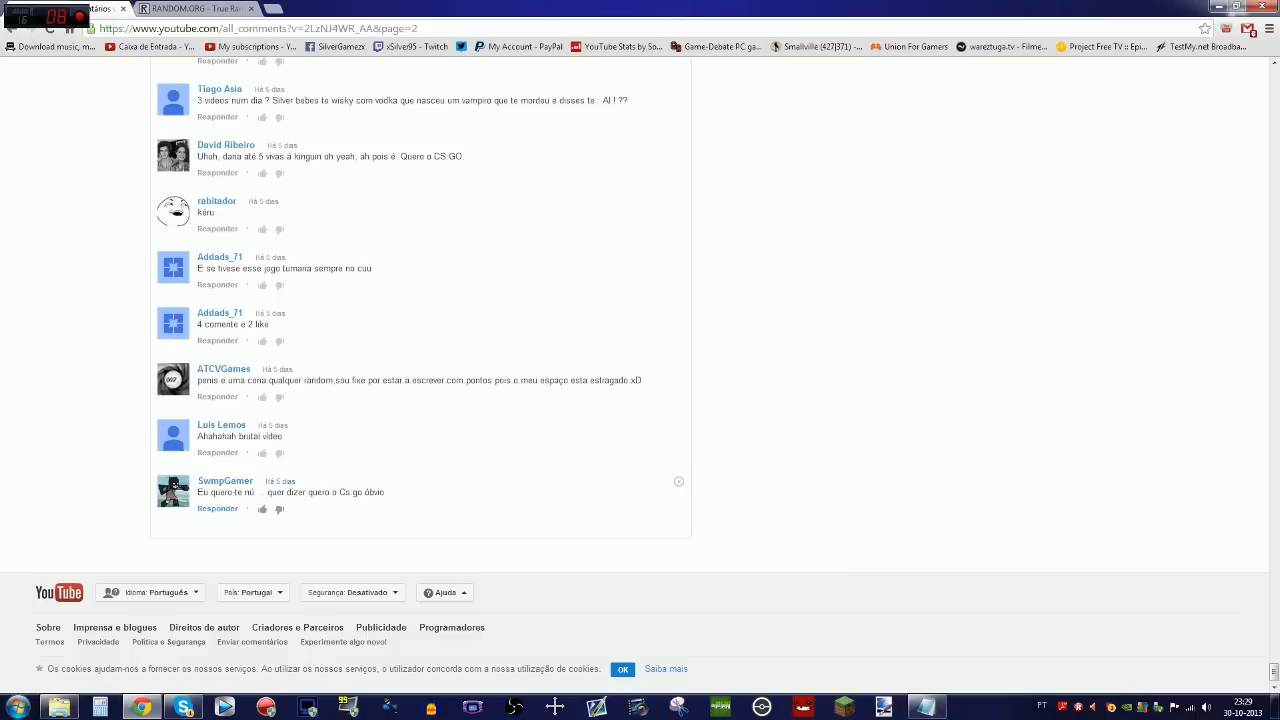 16 08
ntários v
RANDOM.ORG - True Ran
https://www.youtube.com/all_comments?v=2LzNJ4WR_AA&page=2
Download music, m... Caixa de Entrada - Y... My subscriptions - Y... SilverGamezx xSilver95 - Twitch My Account - PayPal YouTube Stats by So... Game-Debate PC ga... Smallville (42)[371) -... Union For Gamers wareztuga.tv - Filme... Project Free TV :: Epi... TestMy.net Broadba...
Responder
Tiago Asia Há 5 dias
3 videos num dia ? Silver bebes te wisky com vodka que nasceu um vampiro que te mordeu e disses te : AI ! ??
Responder
David Ribeiro Há 5 dias
Uhuh, daria até 5 vivas á kinguin oh yeah, ah pois é. Quero o CS:GO.
Responder
rabitador Há 5 dias
kéru
Responder
Addads_71 Há 5 dias
E se tivese esse jogo tumaria sempre no cuu
Responder
Addads_71 Há 5 dias
4 comente e 2 like
Responder
ATCVGames Há 5 dias
penis.e.uma.cena.qualquer.random,sou.fixe.por.estar.a.escrever.com.pontos.pois.o.meu.espaço.esta.estragado.xD
Responder
Luis Lemos Há 5 dias
Ahahahah brutal vídeo
Responder
SwmpGamer Há 5 dias
Eu quero-te nú ... quer dizer quero o Cs:go óbvio
Responder
YouTube Idioma: Português País: Portugal Segurança: Desativado Ajuda
Sobre Imprensa e blogues Direitos de autor Criadores e Parceiros Publicidade Programadores
Termos Privacidade Política e Segurança Enviar comentários Experimente algo novo!
Os cookies ajudam-nos a fornecer os nossos serviços. Ao utilizar os nossos serviços, o utilizador concorda com a nossa utilização de cookies. OK Saiba mais
PT 23:29
30-10-2013